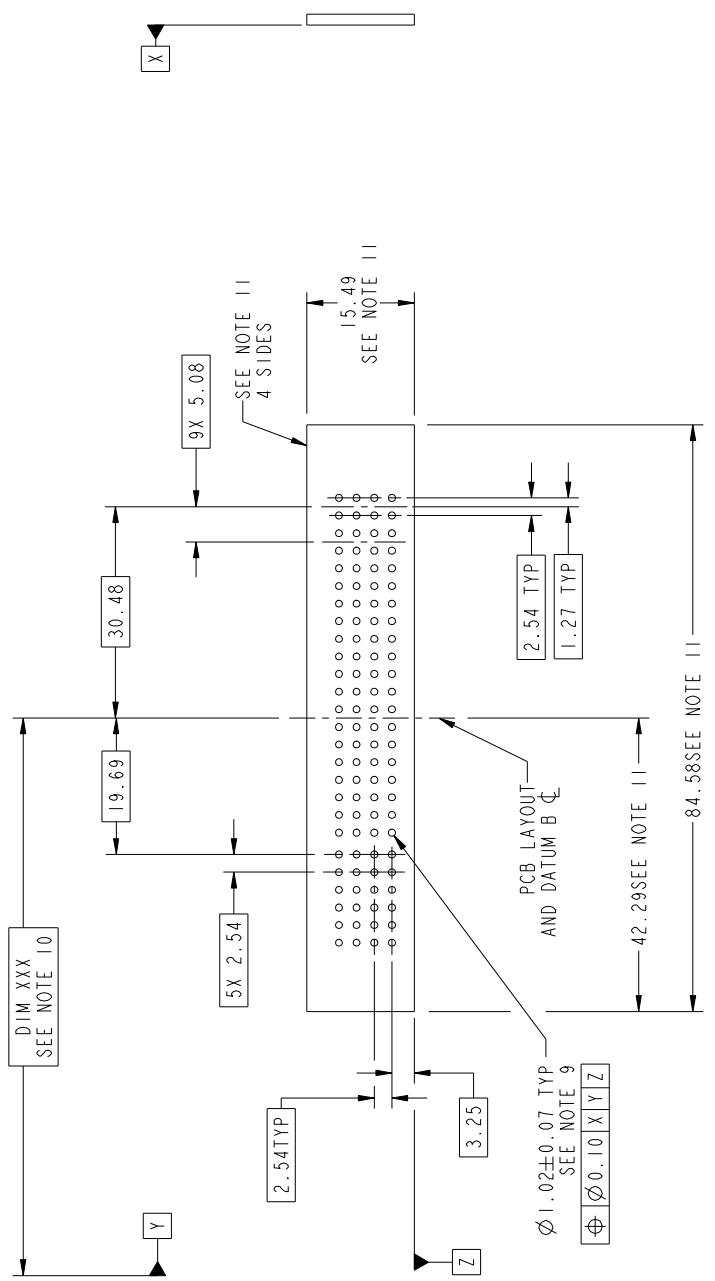 DIM XXX
SEE NOTE 10
19.69
30.48
5X 2.54
9X 5.08
Y
X
2.54TYP
SEE NOTE 11
4 SIDES
15.49
SEE NOTE 11
3.25
Z
2.54 TYP
1.27 TYP
PCB LAYOUT
AND DATUM B ℄
Ø1.02±0.07 TYP
SEE NOTE 9
⌖ Ø0.10 X Y Z
42.29SEE NOTE 11
84.58SEE NOTE 11